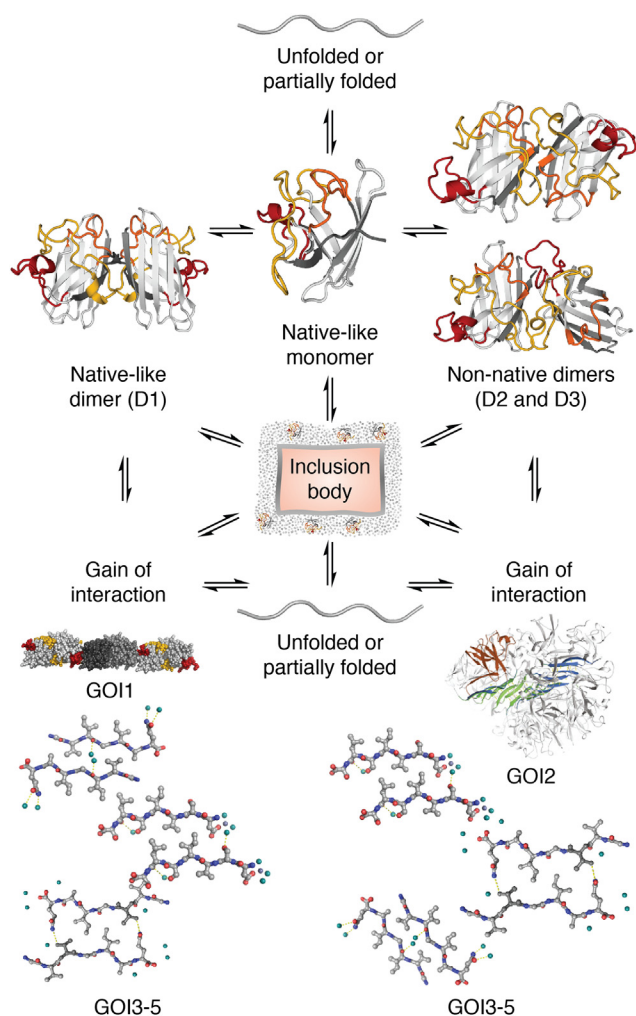 Unfolded or
partially folded
Native-like
monomer
Native-like
dimer (D1)
Non-native dimers
(D2 and D3)
Inclusion
body
Gain of
interaction
Unfolded or
partially folded
Gain of
interaction
GOI1
GOI2
GOI3-5
GOI3-5